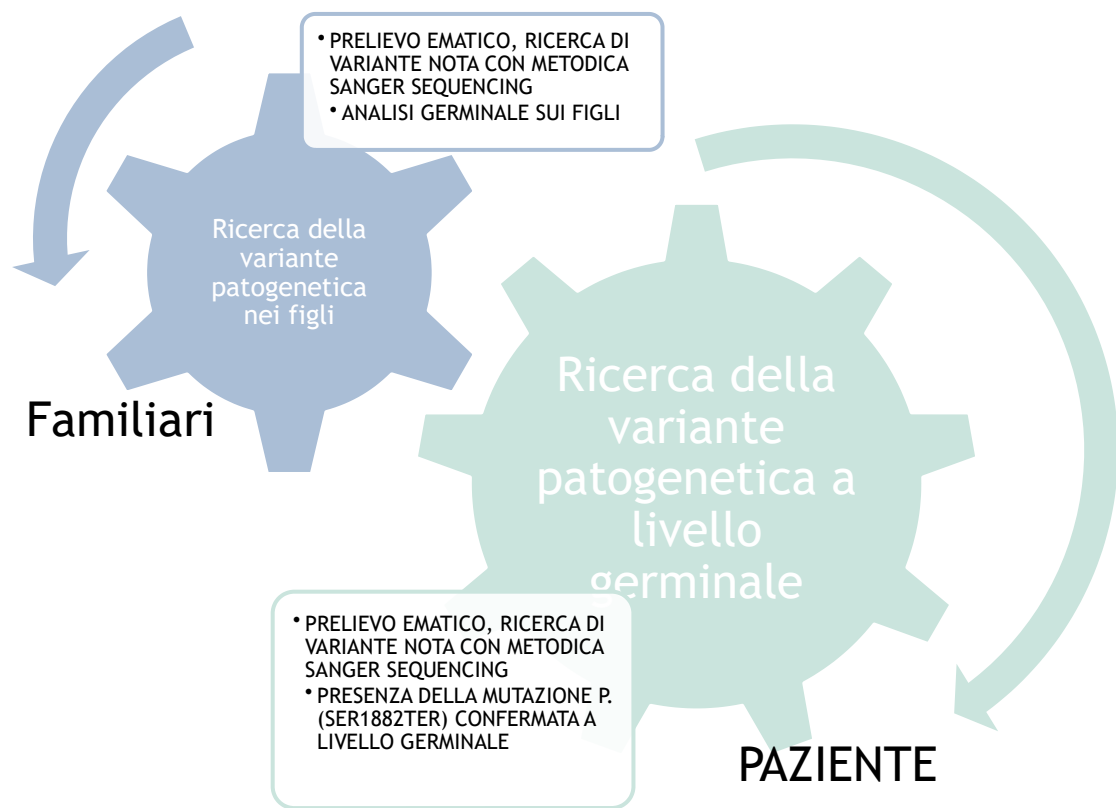 • PRELIEVO EMATICO, RICERCA DI
VARIANTE NOTA CON METODICA
SANGER SEQUENCING
• ANALISI GERMINALE SUI FIGLI
Ricerca della
variante
patogenetica
nei figli
Familiari
Ricerca della
variante
patogenetica a
livello
germinale
• PRELIEVO EMATICO, RICERCA DI
VARIANTE NOTA CON METODICA
SANGER SEQUENCING
• PRESENZA DELLA MUTAZIONE P.
(SER1882TER) CONFERMATA A
LIVELLO GERMINALE
PAZIENTE